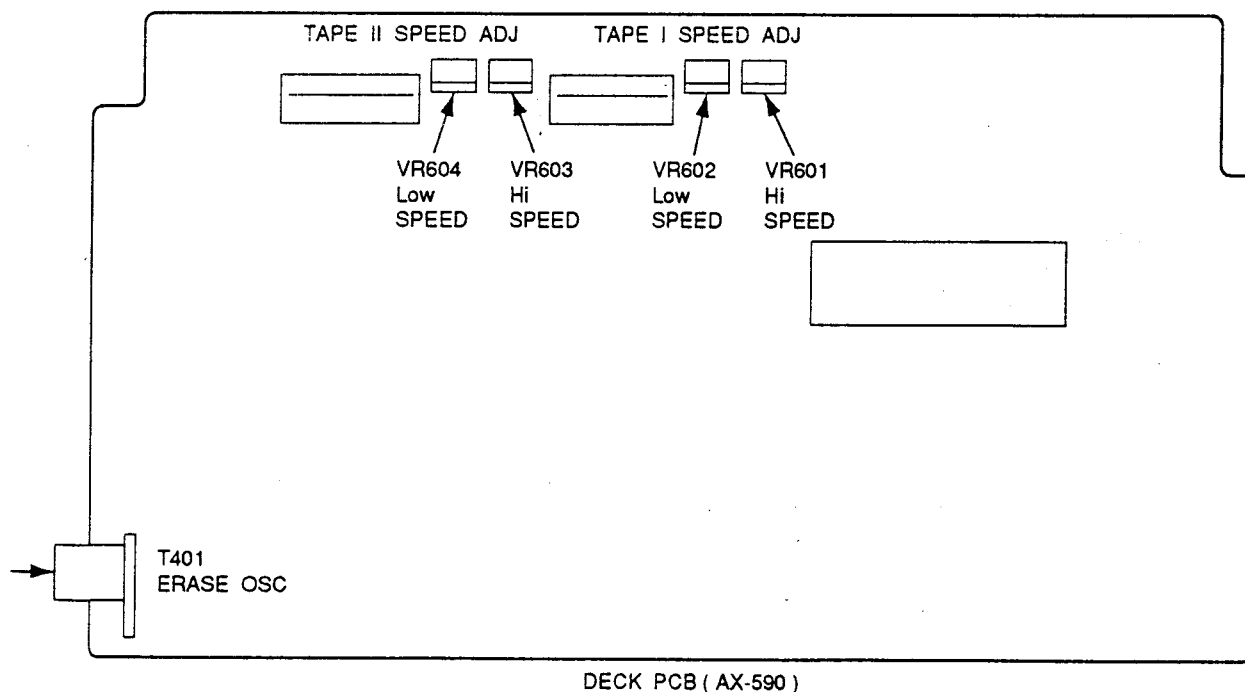 TAPE II SPEED ADJ
TAPE I SPEED ADJ
VR604
Low
SPEED
VR603
Hi
SPEED
VR602
Low
SPEED
VR601
Hi
SPEED
T401
ERASE OSC
DECK PCB ( AX-590 )